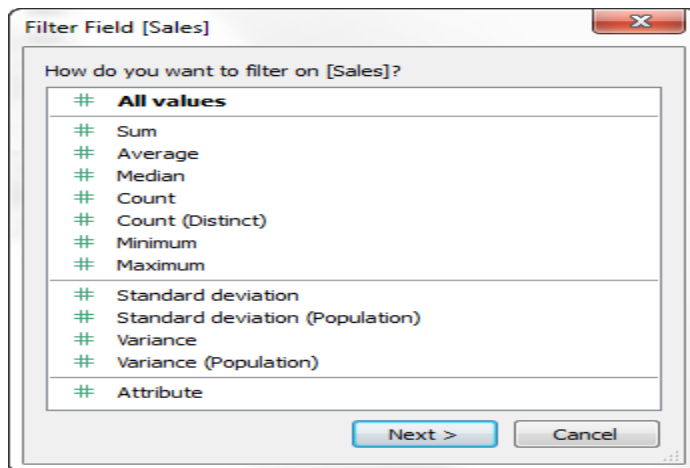 Filter Field [Sales]
How do you want to filter on [Sales]?
# All values
# Sum
# Average
# Median
# Count
# Count (Distinct)
# Minimum
# Maximum
# Standard deviation
# Standard deviation (Population)
# Variance
# Variance (Population)
# Attribute
Next > Cancel